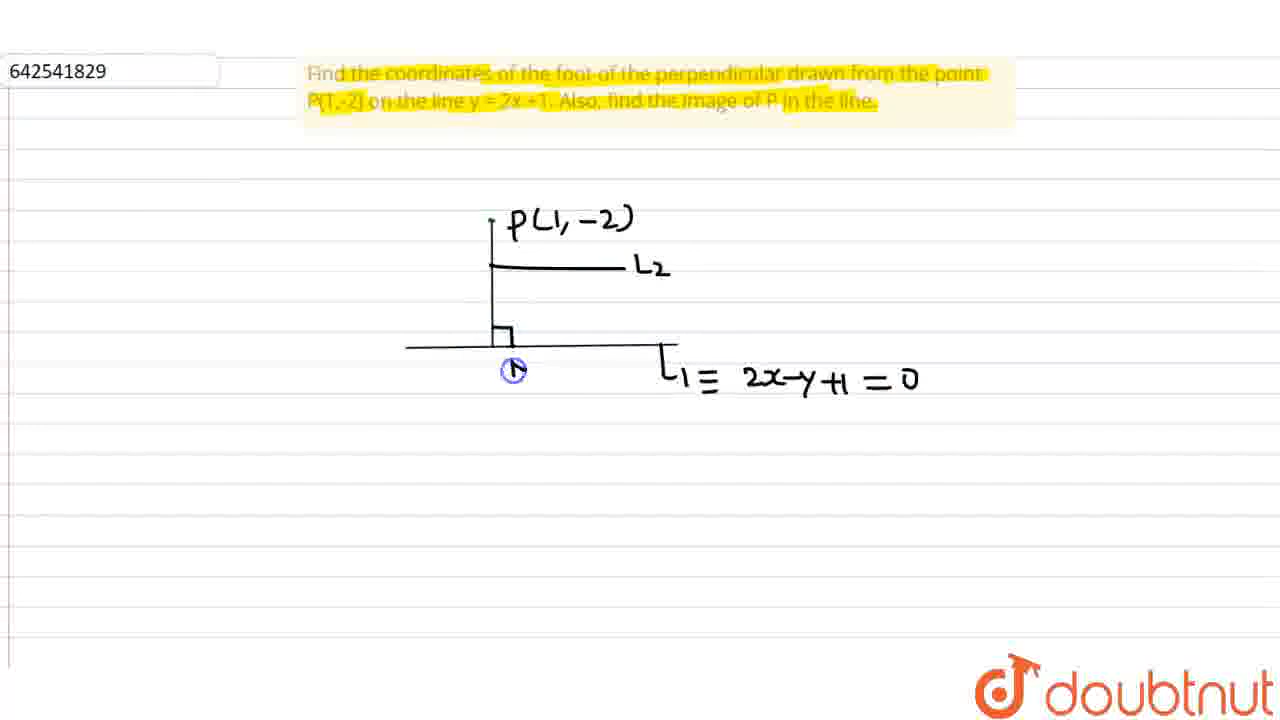 642541829
Find the coordinates of the foot of the perpendicular drawn from the point
P(1,-2) on the line y = 2x +1. Also, find the image of P in the line.
P(1, -2)
L2
L1 ≡ 2x-y+1 = 0
doubtnut